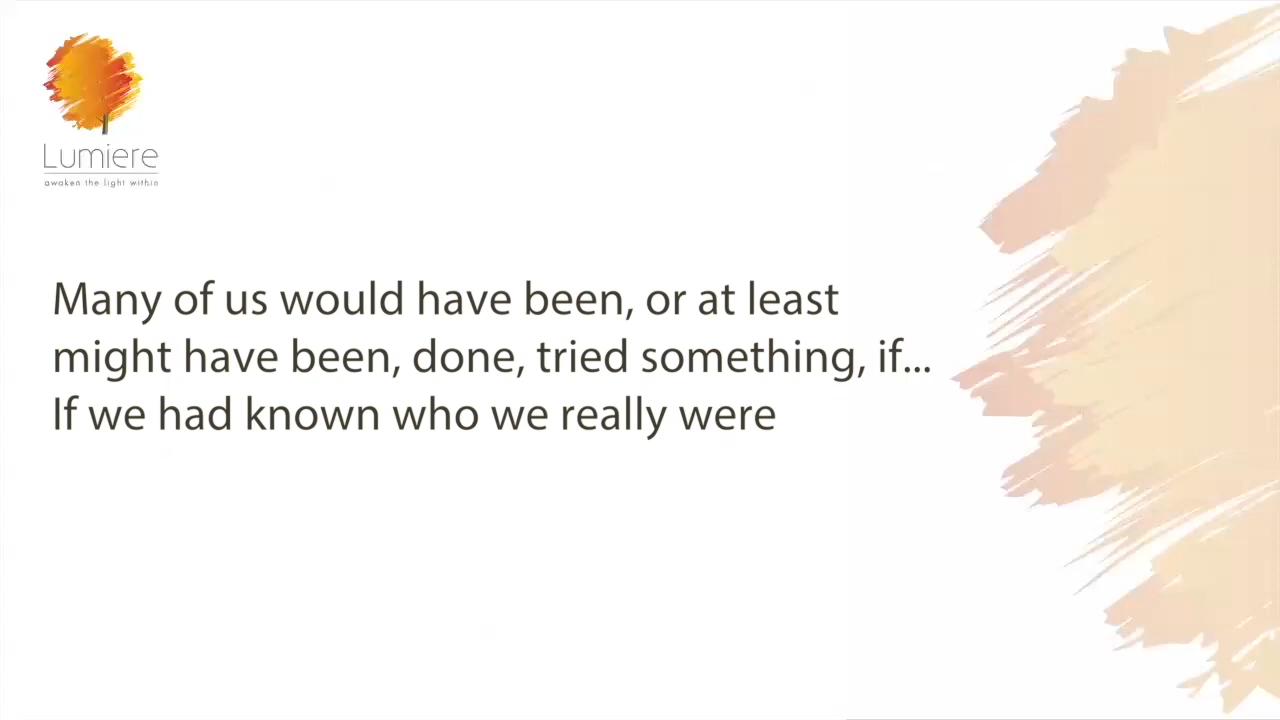 Lumiere
awaken the light within
Many of us would have been, or at least
might have been, done, tried something, if...
If we had known who we really were